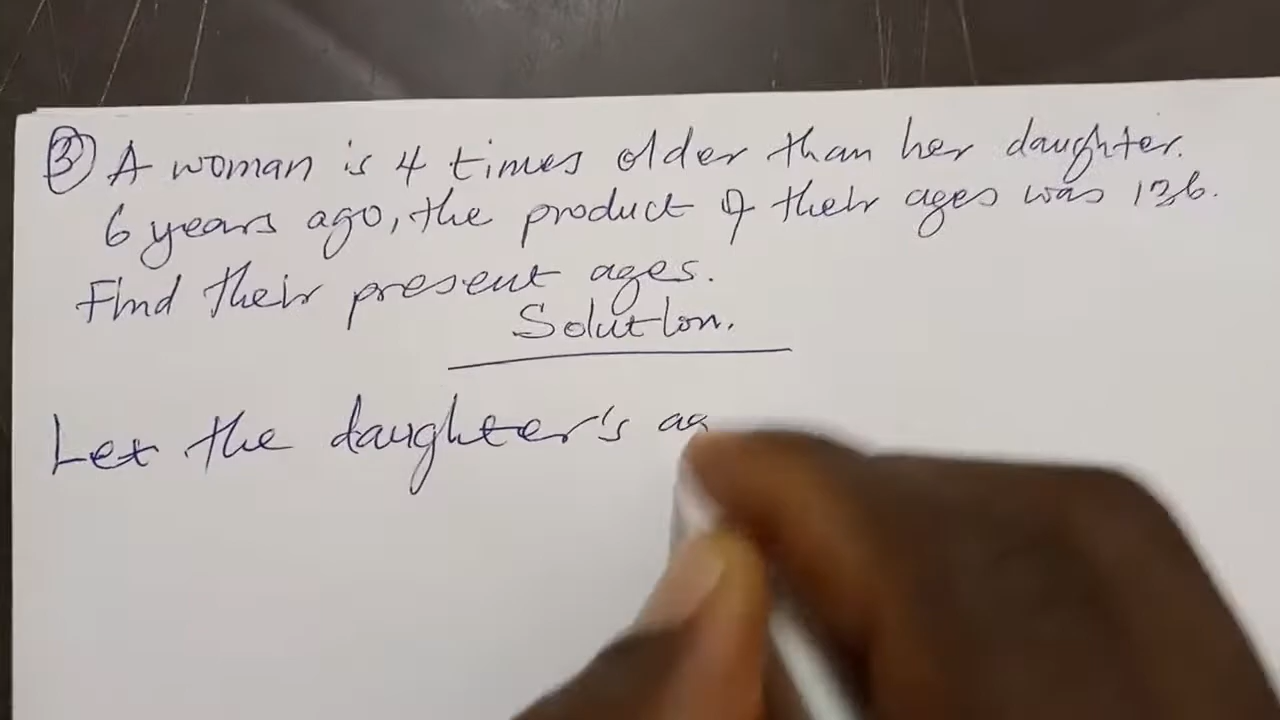 ③ A woman is 4 times older than her daughter.
6 years ago, the product of their ages was 136.
Find their present ages.
Solution.
Let the daughter's ag